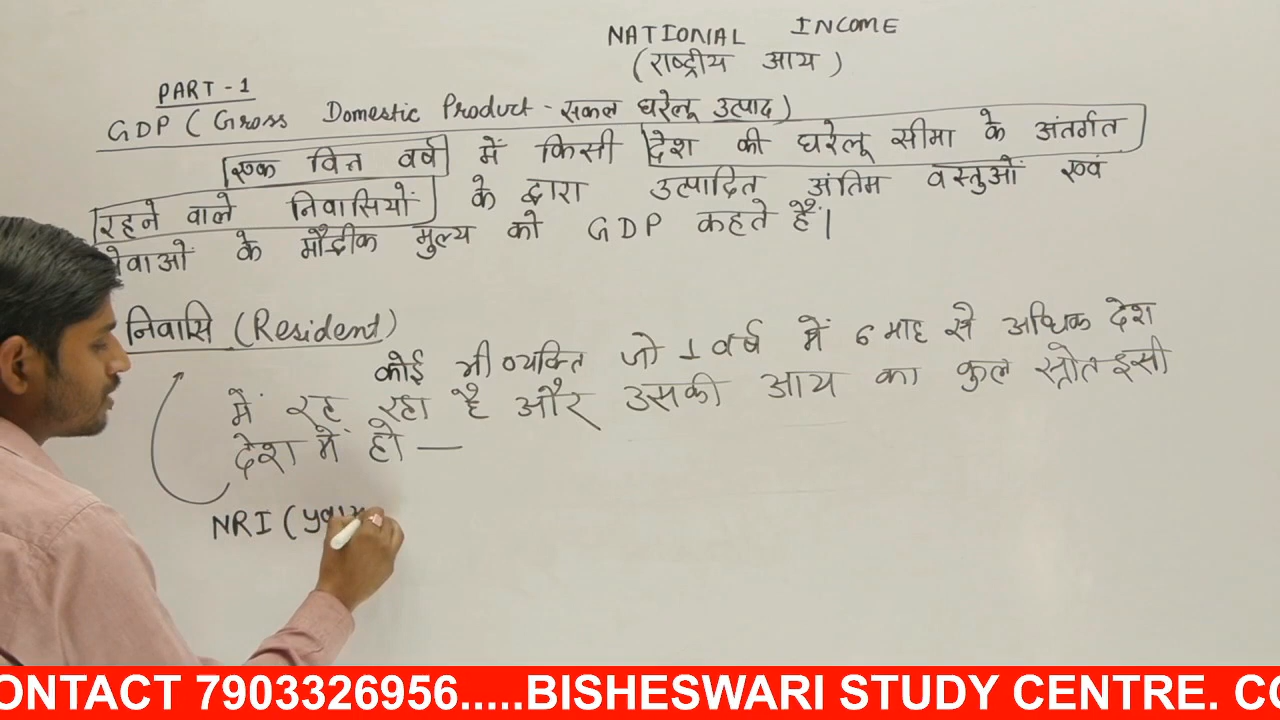 NATIONIAL INCOME
(राष्ट्रीय आय)
PART-1
GDP (Gross Domestic Product - सकल घरेलू उत्पाद)
एक वित्त वर्ष में किसी देश की घरेलू सीमा के अंतर्गत
रहने वाले निवासियों के द्वारा उत्पादित अंतिम वस्तुओं एवं
सेवाओं के मौद्रीक मुल्य को GDP कहते हैं|
निवासि (Resident)
कोई भी व्यक्ति जो 1 वर्ष में 6 माह से अधिक देश
में रह रहा है और उसकी आय का कुल स्त्रोत इसी
देश में हो —
NRI (
ONTACT 7903326956.....BISHESWARI STUDY CENTRE. CO